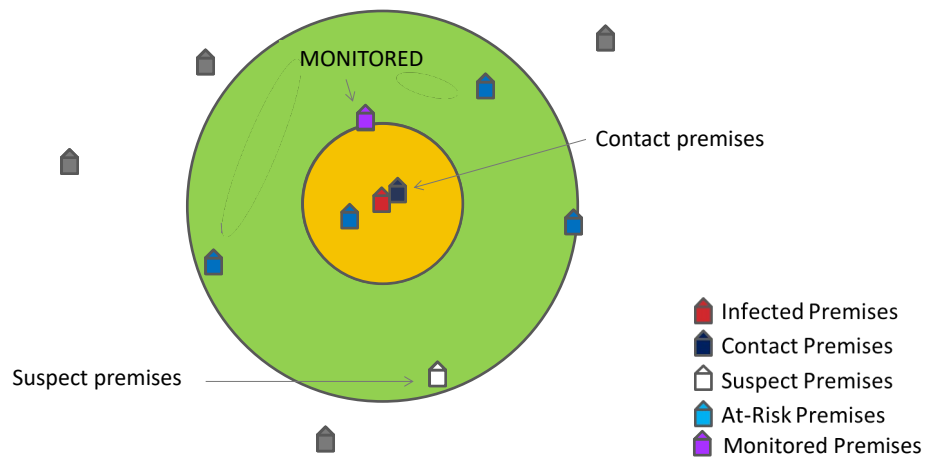 MONITORED
Contact premises
Suspect premises
Infected Premises
Contact Premises
Suspect Premises
At-Risk Premises
Monitored Premises